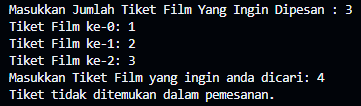 Masukkan Jumlah Tiket Film Yang Ingin Dipesan : 3
Tiket Film ke-0: 1
Tiket Film ke-1: 2
Tiket Film ke-2: 3
Masukkan Tiket Film yang ingin anda dicari: 4
Tiket tidak ditemukan dalam pemesanan.